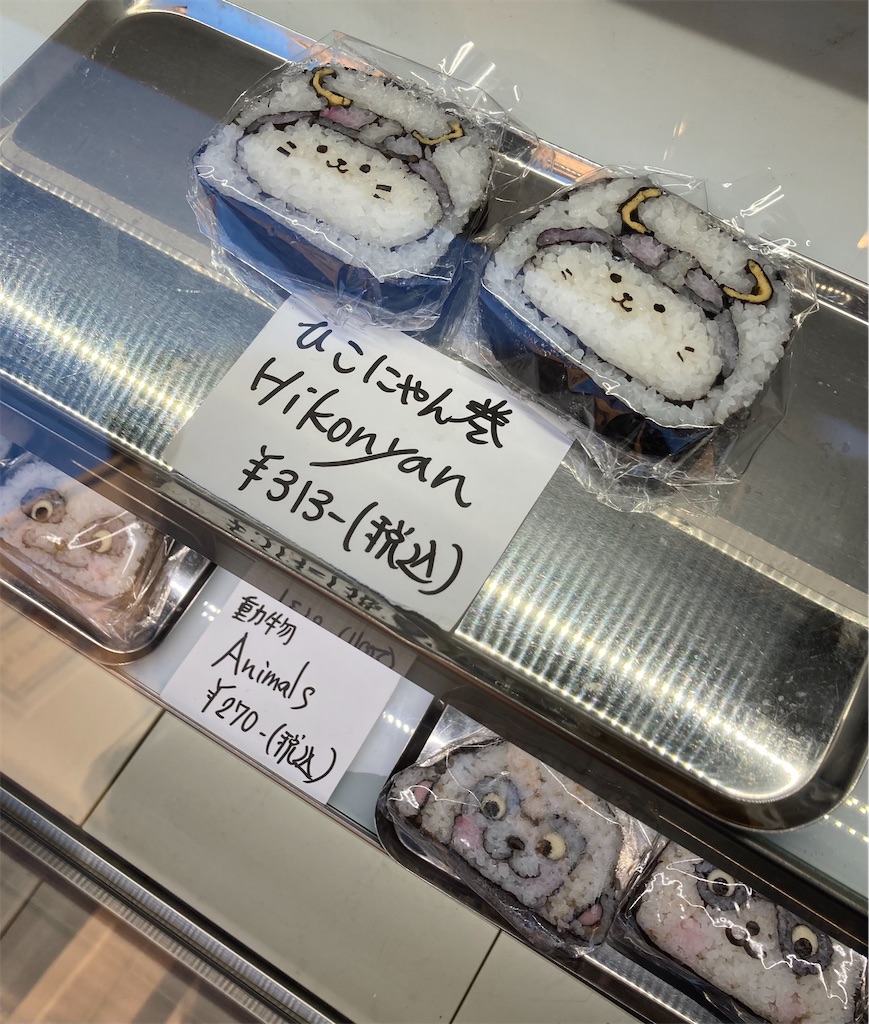 ひこにゃん巻
Hikonyan
¥313-(税込)
動物
Animals
¥270-(税込)